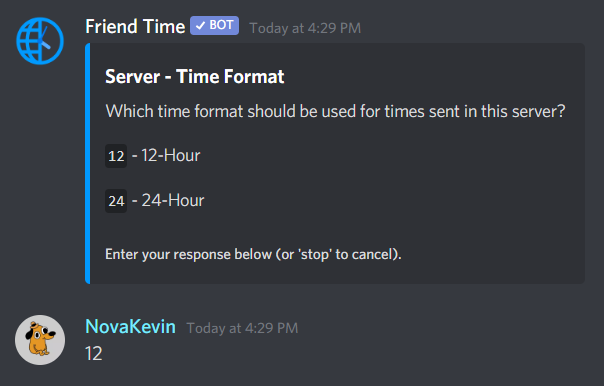 Friend Time ✓ BOT Today at 4:29 PM
Server - Time Format
Which time format should be used for times sent in this server?
12 - 12-Hour
24 - 24-Hour
Enter your response below (or 'stop' to cancel).
NovaKevin Today at 4:29 PM
12